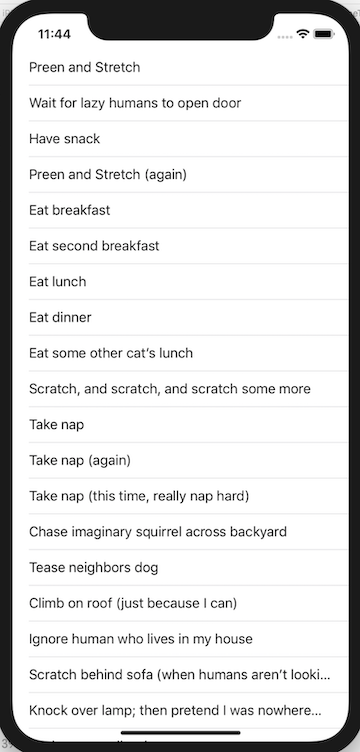 11:44
Preen and Stretch
Wait for lazy humans to open door
Have snack
Preen and Stretch (again)
Eat breakfast
Eat second breakfast
Eat lunch
Eat dinner
Eat some other cat’s lunch
Scratch, and scratch, and scratch some more
Take nap
Take nap (again)
Take nap (this time, really nap hard)
Chase imaginary squirrel across backyard
Tease neighbors dog
Climb on roof (just because I can)
Ignore human who lives in my house
Scratch behind sofa (when humans aren’t looki...
Knock over lamp; then pretend I was nowhere...